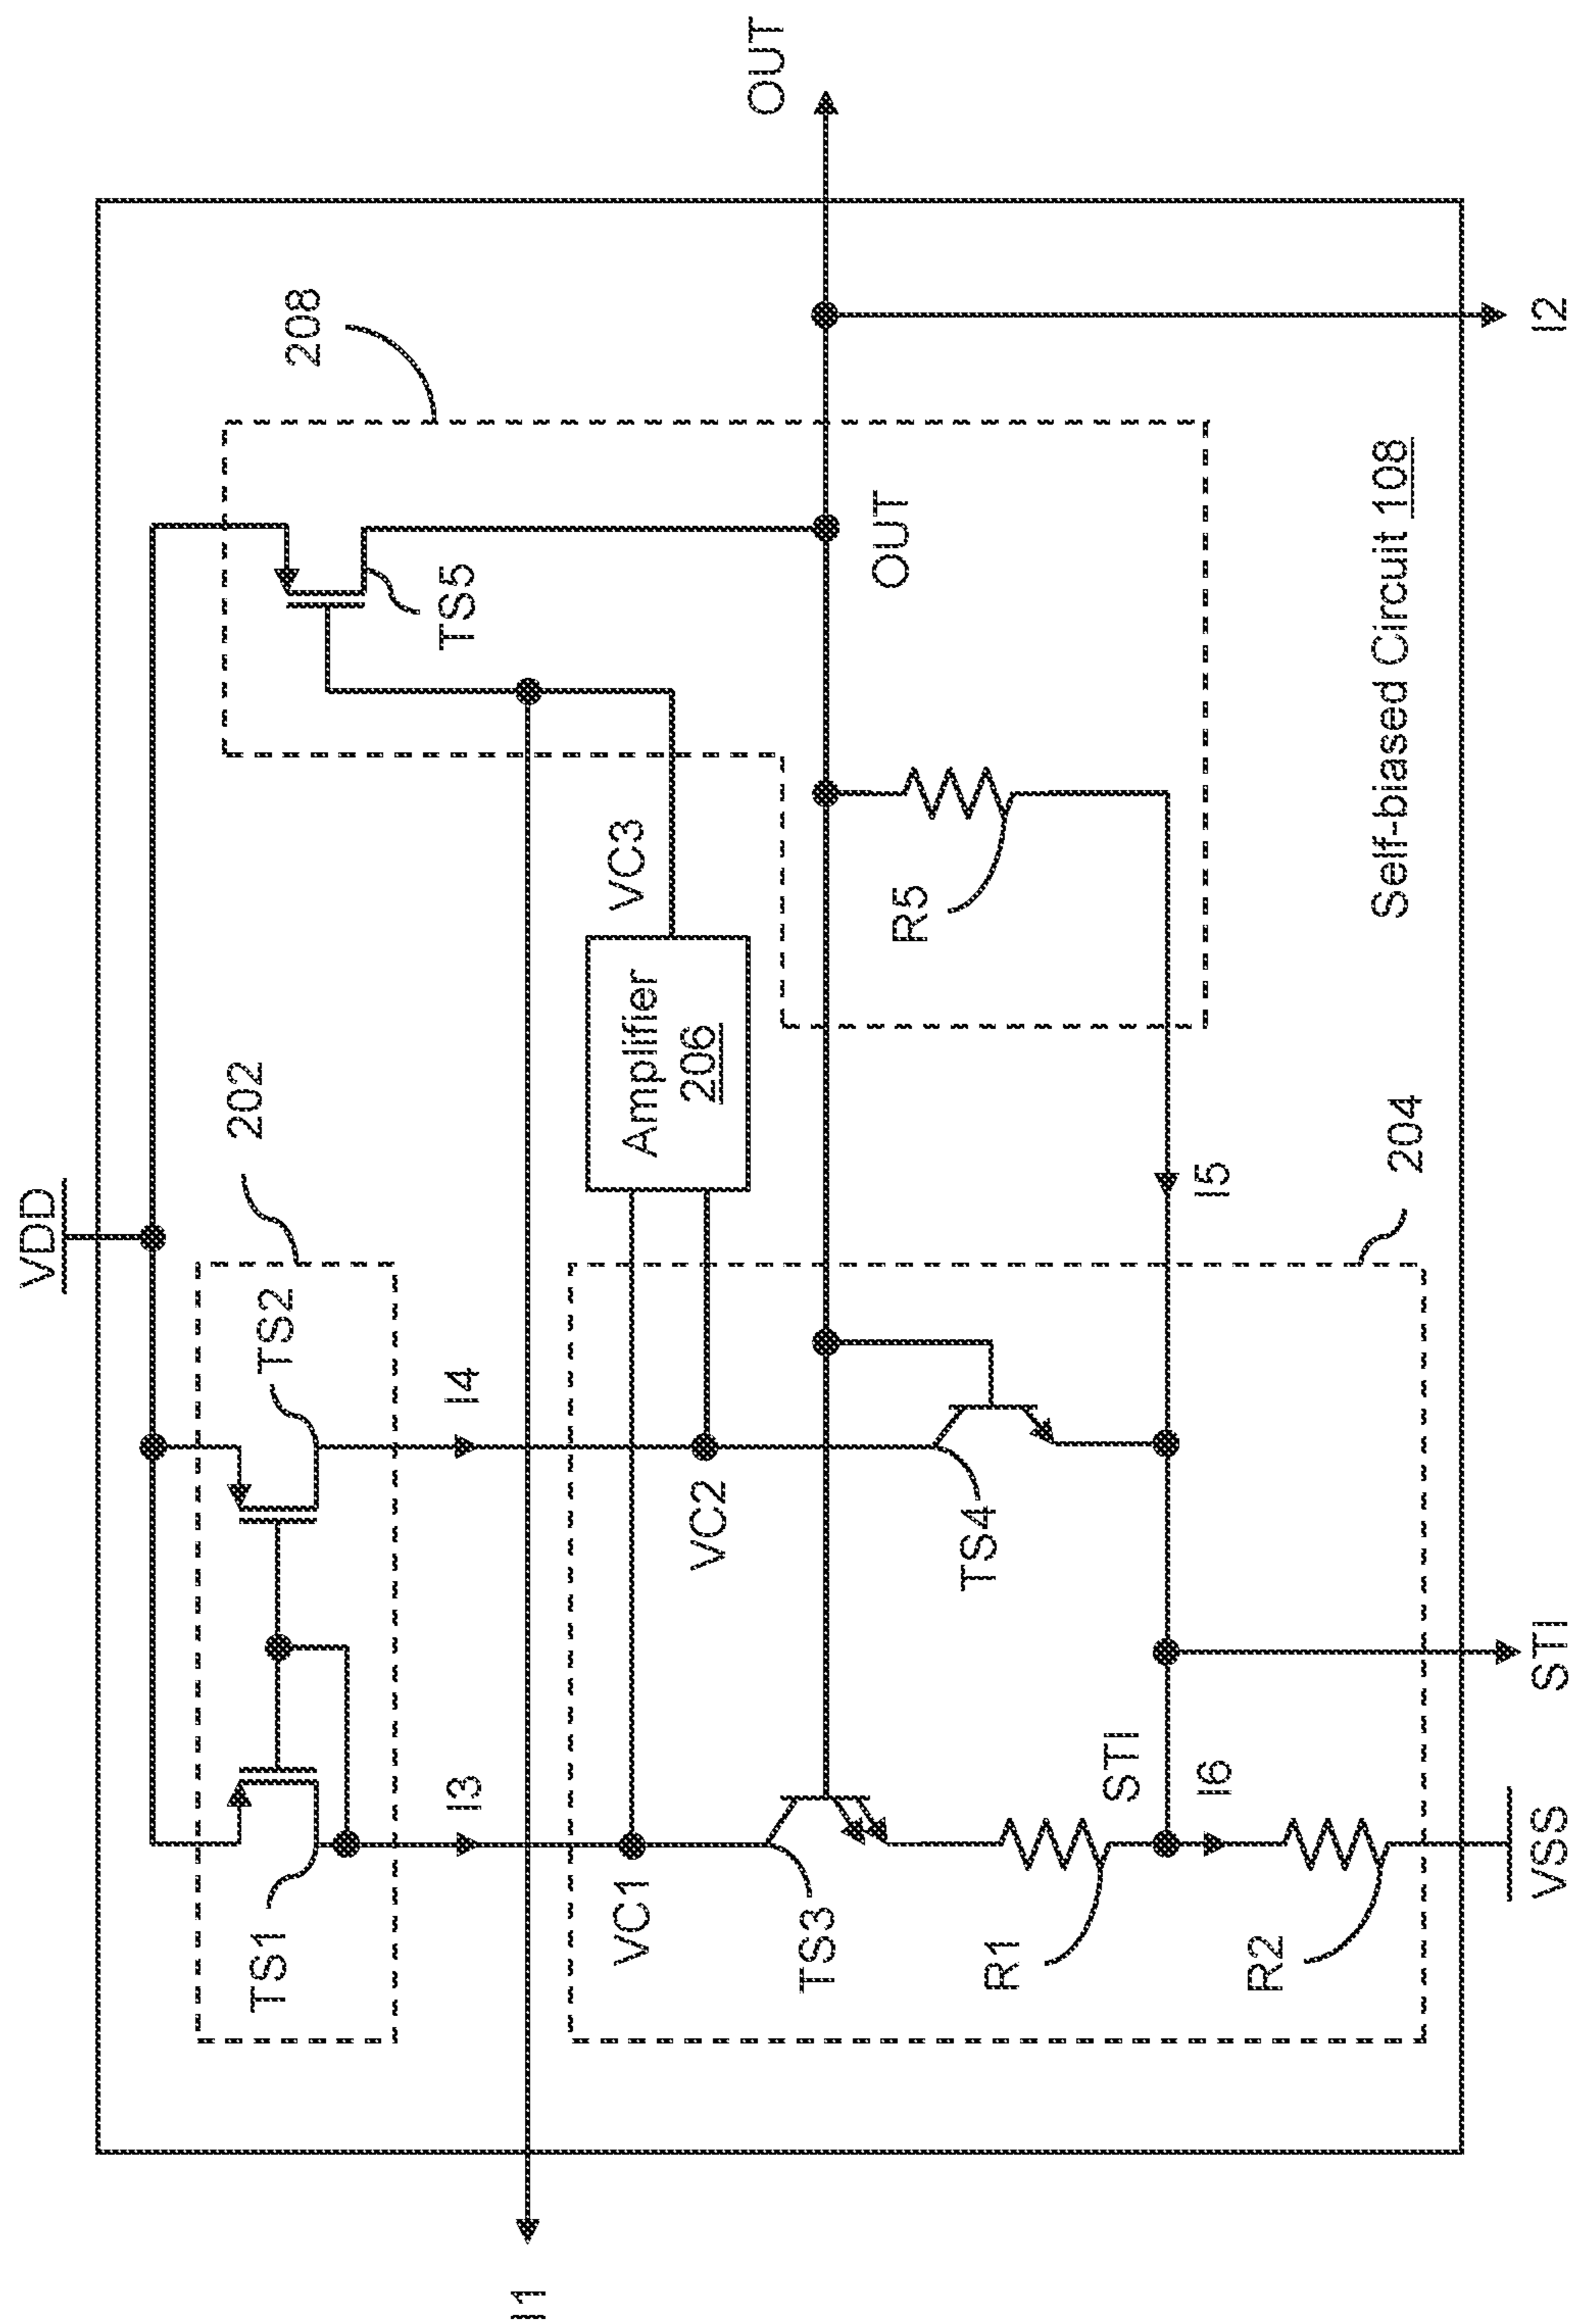 VDD
202
208
TS1
TS2
TS5
I3
I4
I1
VC3
Amplifier
206
VC1
VC2
OUT
OUT
TS3
TS4
R5
R1
STI
I5
I6
R2
204
Self-biased Circuit 108
VSS
STI
I2